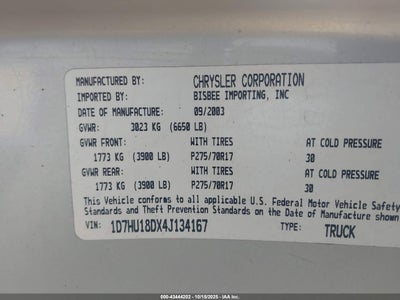 MANUFACTURED BY: CHRYSLER CORPORATION
IMPORTED BY: BISBEE IMPORTING, INC
DATE OF MANUFACTURE: 09/2003
GVWR: 3023 KG (6650 LB)
GVWR FRONT: WITH TIRES AT COLD PRESSURE
1773 KG (3900 LB) P275/70R17 30
GVWR REAR: WITH TIRES AT COLD PRESSURE
1773 KG (3900 LB) P275/70R17 30
This Vehicle conforms to all applicable U.S. Federal Motor Vehicle Safety
Standards and Theft Prevention Standards on the Date of Manufacture shown
VIN: 1D7HU18DX4J134167 TYPE: TRUCK
VIN: 0-43444202 - 10/15/2025 - IAA, Inc.